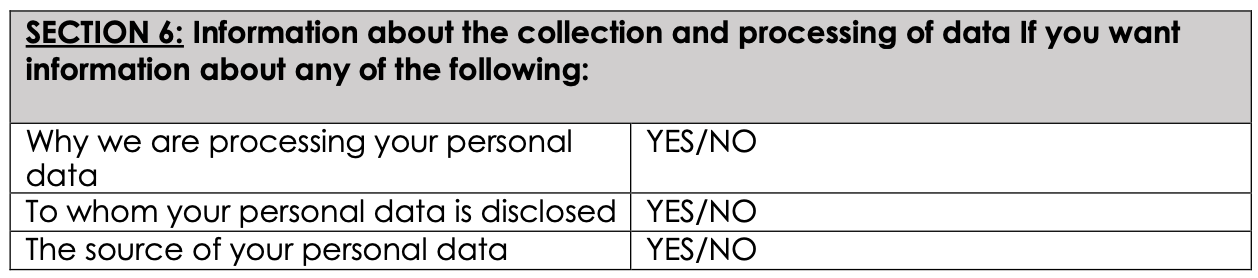 SECTION 6: Information about the collection and processing of data If you want
information about any of the following:
Why we are processing your personal
data
YES/NO
To whom your personal data is disclosed
YES/NO
The source of your personal data
YES/NO